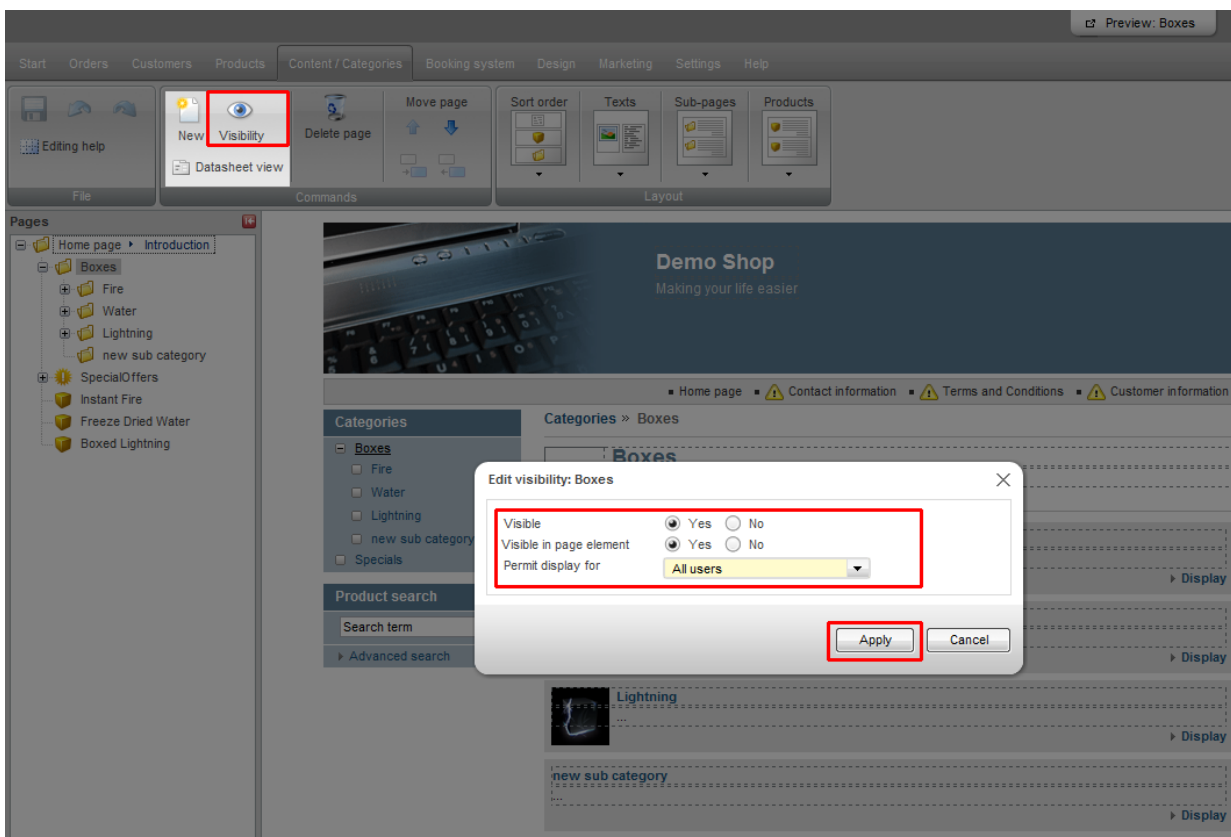 Preview: Boxes
Start Orders Customers Products Content / Categories Booking system Design Marketing Settings Help
Editing help
File
New Visibility
Datasheet view
Delete page
Move page
Commands
Sort order Texts Sub-pages Products
Layout
Pages
Home page Introduction
Boxes
Fire
Water
Lightning
new sub category
SpecialOffers
Instant Fire
Freeze Dried Water
Boxed Lightning
Demo Shop
Making your life easier
Home page Contact information Terms and Conditions Customer information
Categories
Boxes
Fire
Water
Lightning
new sub category
Specials
Product search
Search term
Advanced search
Categories » Boxes
Boxes
Edit visibility: Boxes
Visible Yes No
Visible in page element Yes No
Permit display for All users
Apply Cancel
Display
Display
Lightning
...
Display
new sub category
...
Display